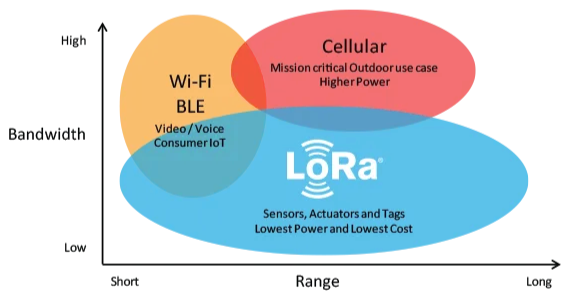 High
Cellular
Mission critical Outdoor use case
Higher Power
Wi-Fi
BLE
Video / Voice
Consumer IoT
Bandwidth
LoRa®
Sensors, Actuators and Tags
Lowest Power and Lowest Cost
Low
Short
Range
Long